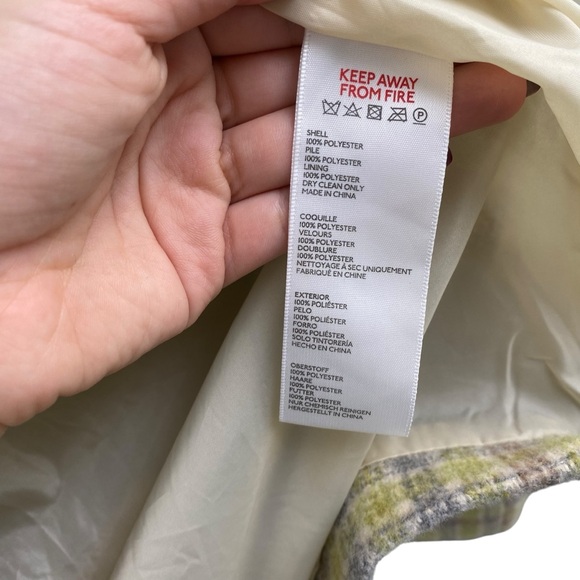 KEEP AWAY
FROM FIRE
P
SHELL
100% POLYESTER
PILE
100% POLYESTER
LINING
100% POLYESTER
DRY CLEAN ONLY
MADE IN CHINA
COQUILLE
100% POLYESTER
VELOURS
100% POLYESTER
DOUBLURE
100% POLYESTER
NETTOYAGE Á SEC UNIQUEMENT
FABRIQUÉ EN CHINE
EXTERIOR
100% POLIÉSTER
PELO
100% POLIÉSTER
FORRO
100% POLIÉSTER
SOLO TINTORERÍA
HECHO EN CHINA
OBERSTOFF
100% POLYESTER
HAARE
100% POLYESTER
FUTTER
100% POLYESTER
NUR CHEMISCH REINIGEN
HERGESTELLT IN CHINA